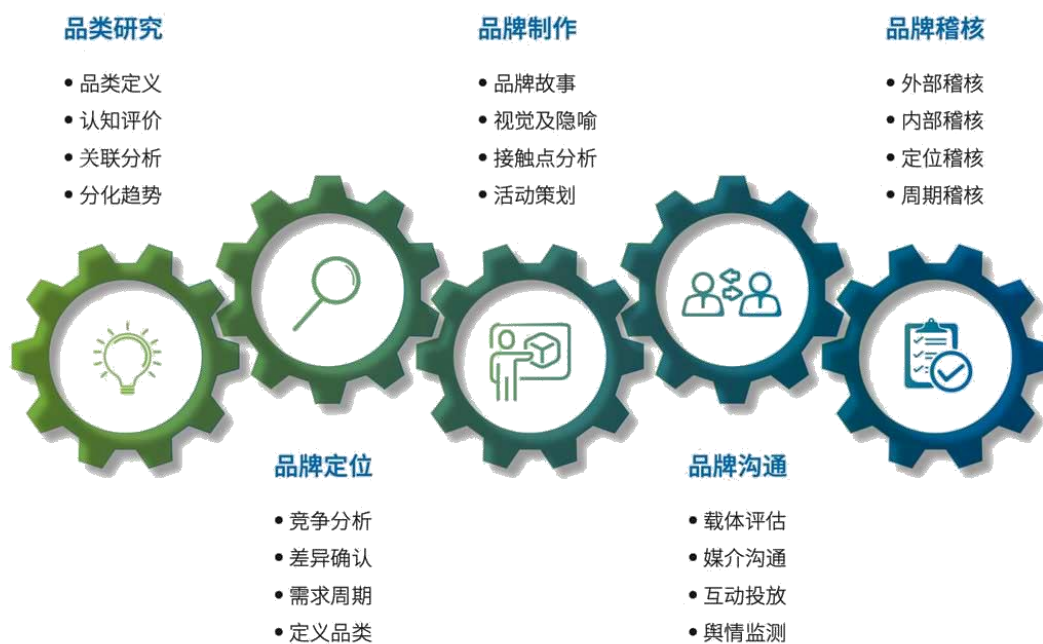 品类研究
• 品类定义
• 认知评价
• 关联分析
• 分化趋势
品牌定位
• 竞争分析
• 差异确认
• 需求周期
• 定义品类
品牌制作
• 品牌故事
• 视觉及隐喻
• 接触点分析
• 活动策划
品牌沟通
• 载体评估
• 媒介沟通
• 互动投放
• 舆情监测
品牌稽核
• 外部稽核
• 内部稽核
• 定位稽核
• 周期稽核